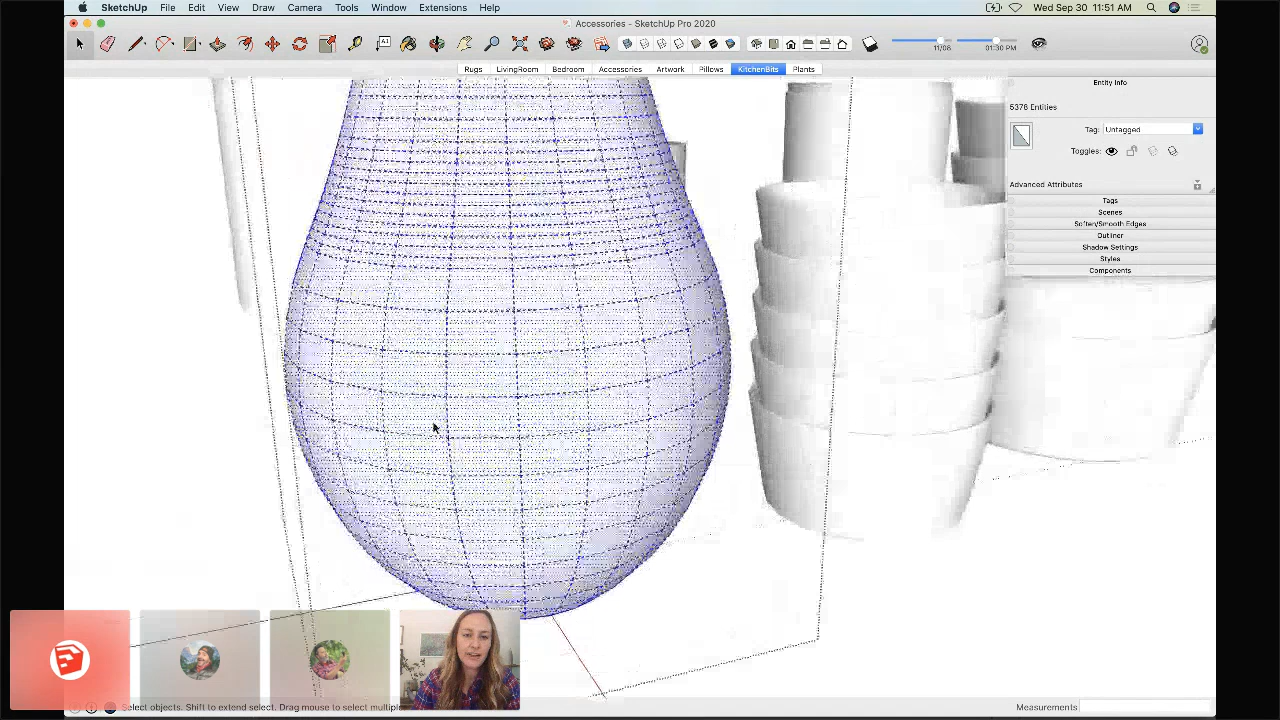 SketchUp File Edit View Draw Camera Tools Window Extensions Help Wed Sep 30 11:51 AM
Accessories - SketchUp Pro 2020
11/08 01:30 PM
Rugs LivingRoom Bedroom Accessories Artwork Pillows KitchenBits Plants
Entity Info
5378 Entities
Tag: Untagged
Toggles:
Advanced Attributes
Tags
Scenes
Soften/Smooth Edges
Outliner
Shadow Settings
Styles
Components
Select objects. Shift to extend select. Drag mouse to select multiple
Measurements